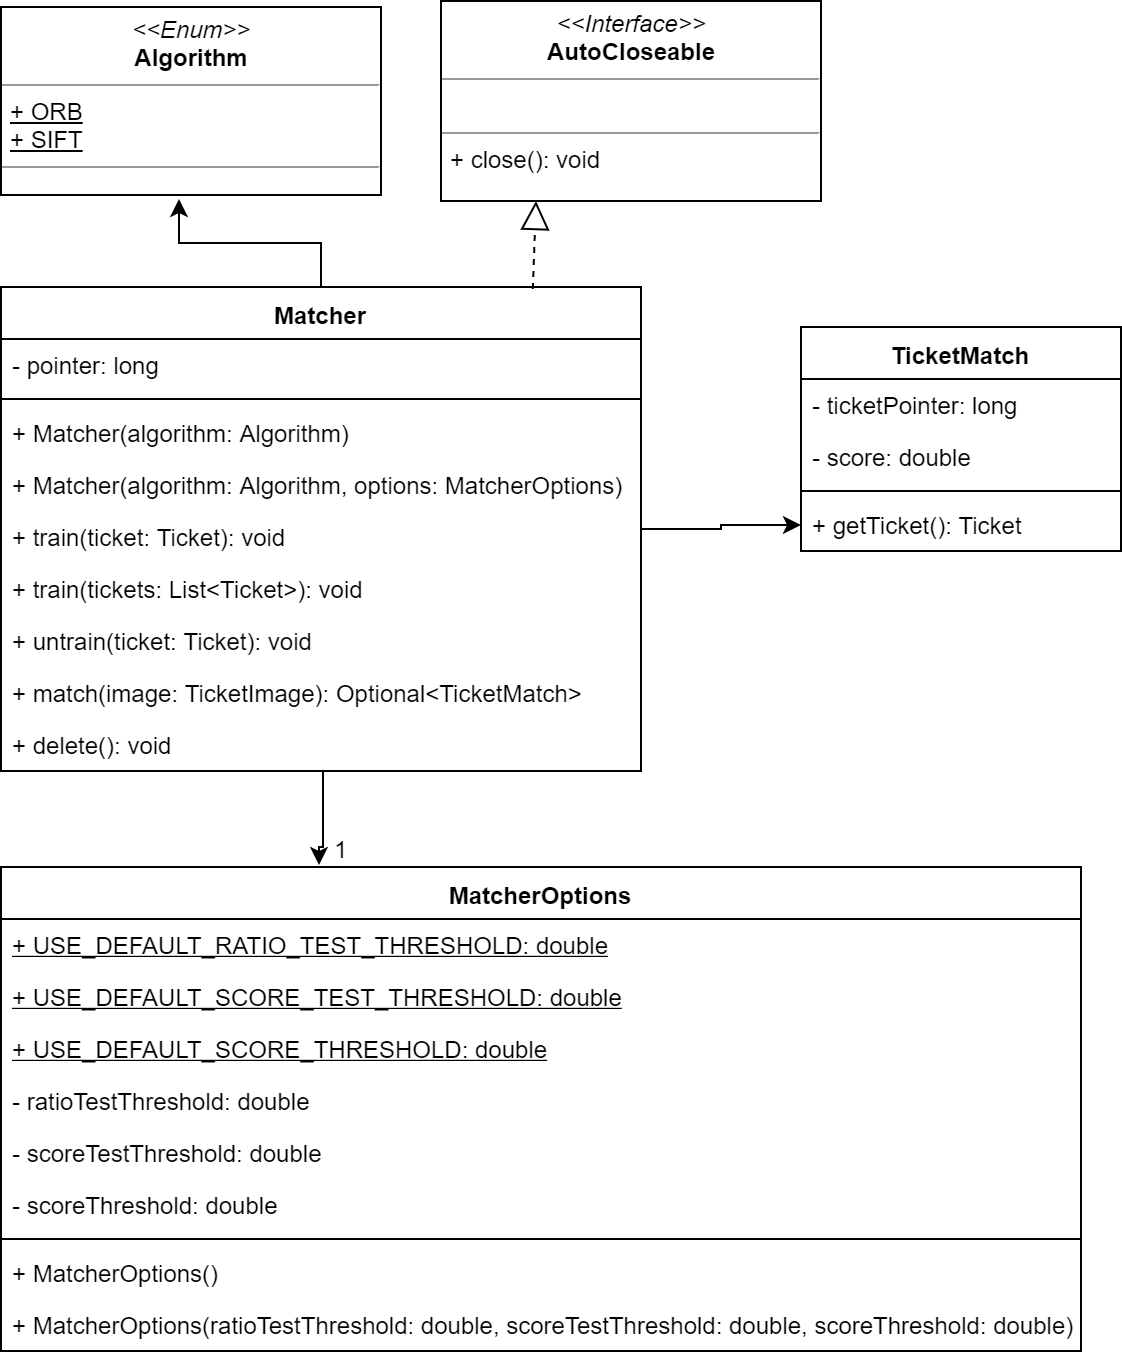 <<Enum>>
Algorithm
+ ORB
+ SIFT
<<Interface>>
AutoCloseable
+ close(): void
Matcher
- pointer: long
+ Matcher(algorithm: Algorithm)
+ Matcher(algorithm: Algorithm, options: MatcherOptions)
+ train(ticket: Ticket): void
+ train(tickets: List<Ticket>): void
+ untrain(ticket: Ticket): void
+ match(image: TicketImage): Optional<TicketMatch>
+ delete(): void
TicketMatch
- ticketPointer: long
- score: double
+ getTicket(): Ticket
1
MatcherOptions
+ USE_DEFAULT_RATIO_TEST_THRESHOLD: double
+ USE_DEFAULT_SCORE_TEST_THRESHOLD: double
+ USE_DEFAULT_SCORE_THRESHOLD: double
- ratioTestThreshold: double
- scoreTestThreshold: double
- scoreThreshold: double
+ MatcherOptions()
+ MatcherOptions(ratioTestThreshold: double, scoreTestThreshold: double, scoreThreshold: double)